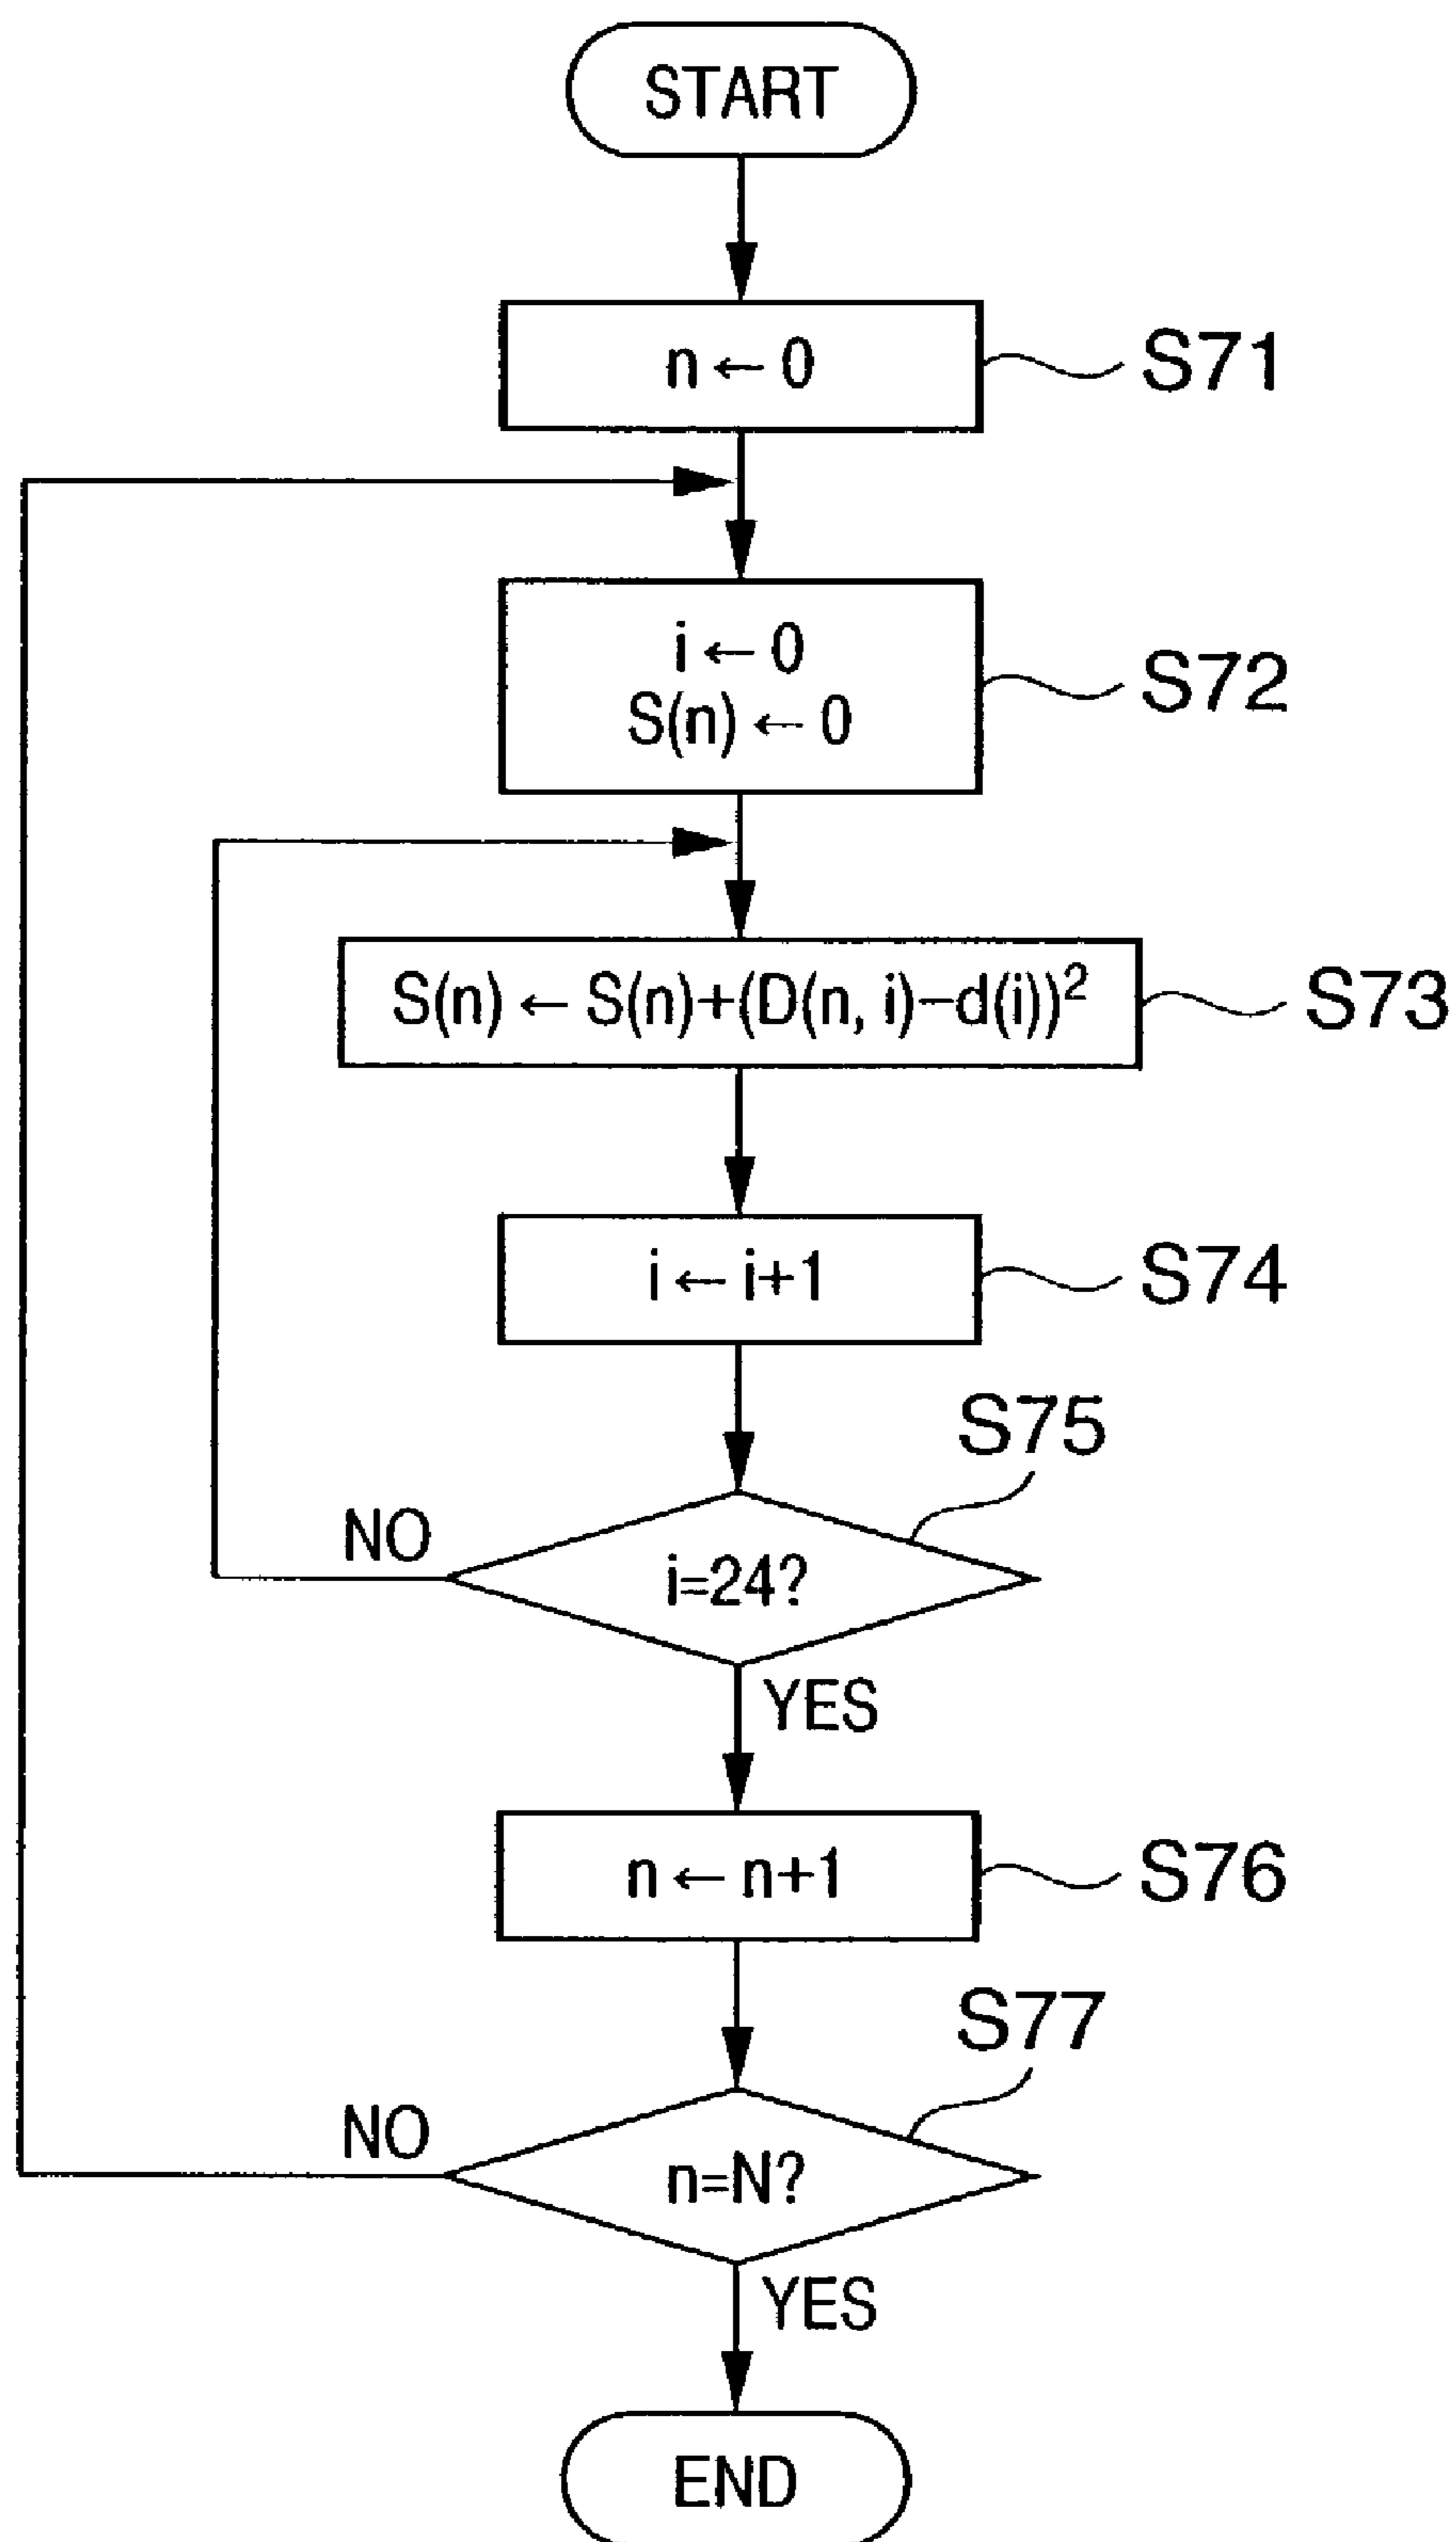 START
n ← 0
S71
i ← 0
S(n) ← 0
S72
S(n) ← S(n)+(D(n, i)−d(i))²
S73
i ← i+1
S74
S75
NO
i=24?
YES
n ← n+1
S76
S77
NO
n=N?
YES
END